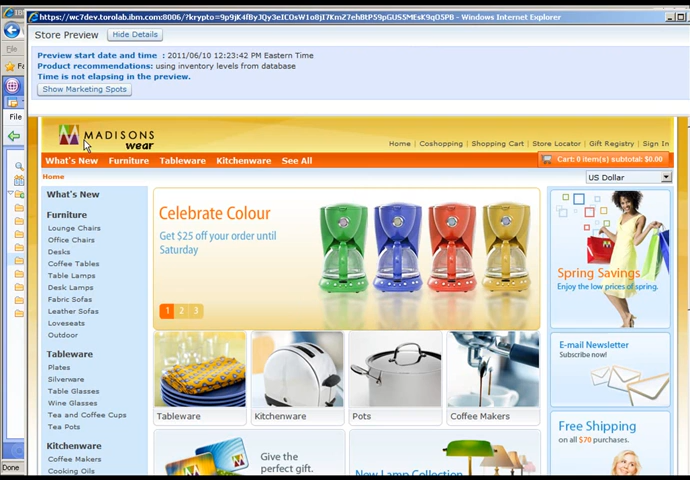 https://wc7dev.torolab.ibm.com:8006/?krypto= - Windows Internet Explorer
Store Preview
Hide Details
Preview start date and time : 2011/06/10 12:23:42 PM Eastern Time
Product recommendations: using inventory levels from database
Time is not elapsing in the preview.
Show Marketing Spots
File
MADISONS
wear
Home | Coshopping | Shopping Cart | Store Locator | Gift Registry | Sign In
What's New Furniture Tableware Kitchenware See All
Cart: 0 item(s) subtotal: $0.00
Home
US Dollar
What's New
Furniture
Lounge Chairs
Office Chairs
Desks
Coffee Tables
Table Lamps
Desk Lamps
Fabric Sofas
Leather Sofas
Loveseats
Outdoor
Tableware
Plates
Silverware
Table Glasses
Wine Glasses
Tea and Coffee Cups
Tea Pots
Kitchenware
Coffee Makers
Cooking Oils
Celebrate Colour
Get $25 off your order until
Saturday
1 2 3
Tableware
Kitchenware
Pots
Coffee Makers
Give the
perfect gift.
New Lamp Collection
Spring Savings
Enjoy the low prices of spring.
E-mail Newsletter
Subscribe now!
Free Shipping
on all $70 purchases.
Done